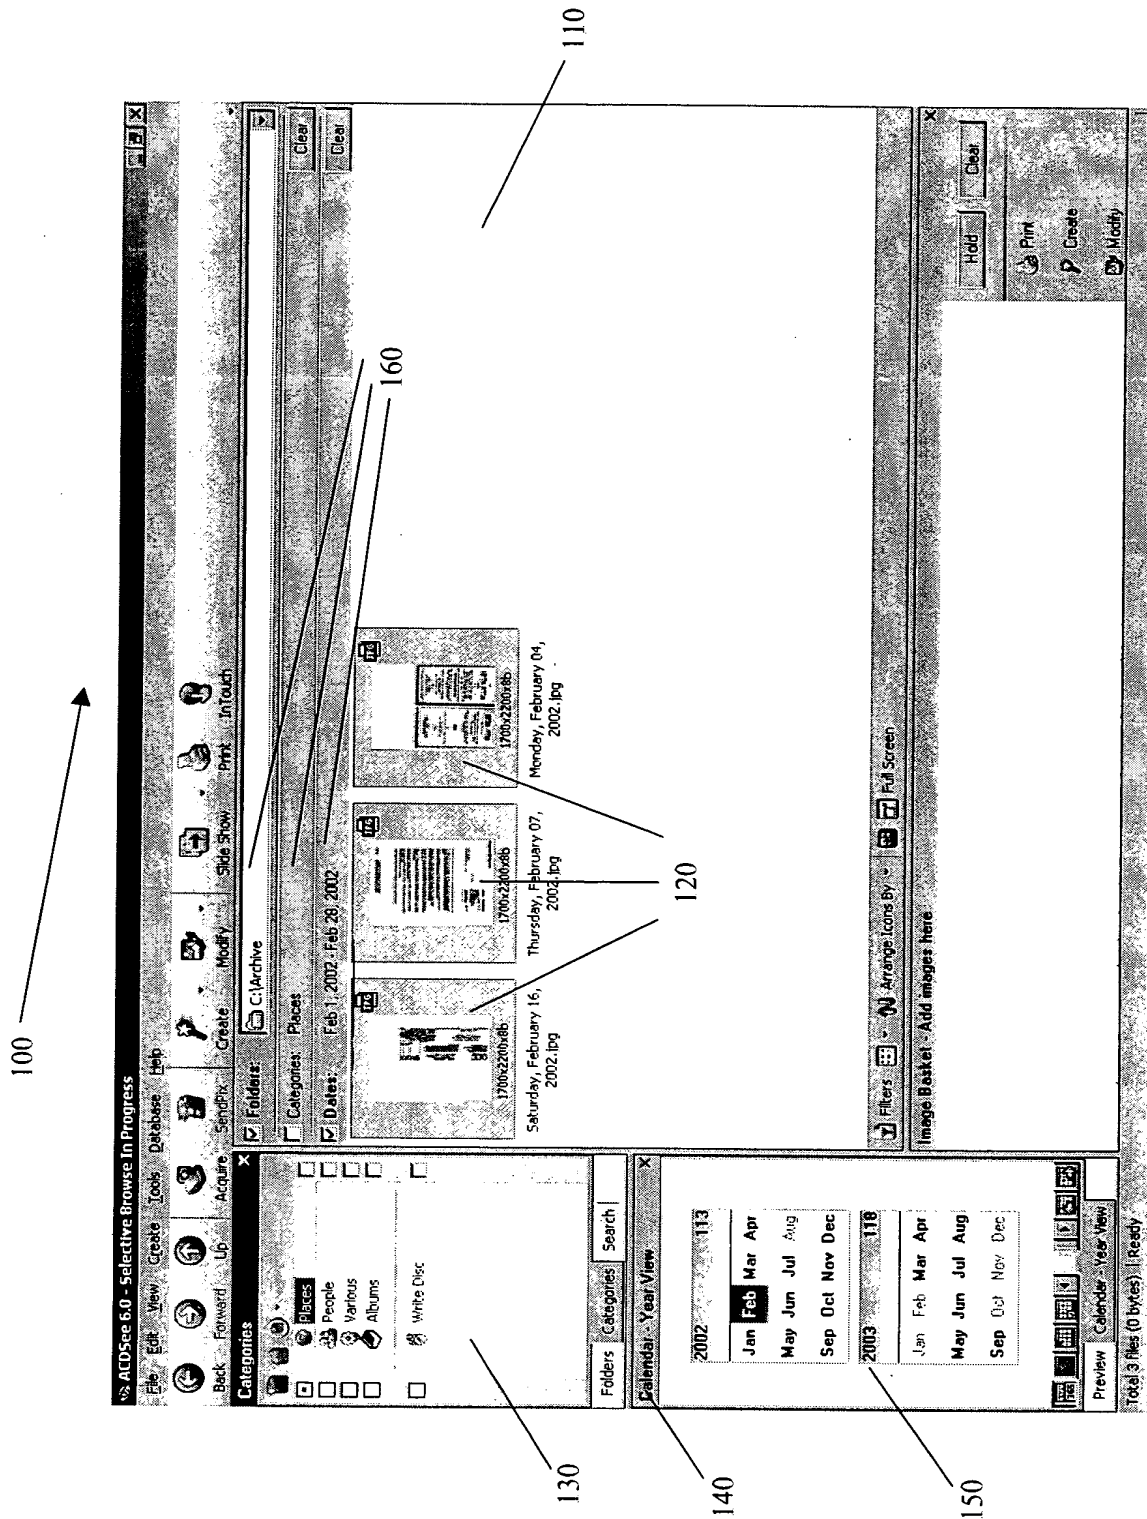 100
ACDSee 6.0 - Selective Browse In Progress
File Edit View Create Tools Database Help
Back Forward Up Acquire SendPix Create Modify Slide Show Print InTouch
Categories
Places
People
Various
Albums
Write Disc
Folders Categories Search
Folders: C:\Archive
Categories: Places Clear
Dates: Feb 1, 2002 - Feb 28, 2002 Clear
160
JPG
1700x2200x8b
Saturday, February 16, 2002.jpg
JPG
1700x2200x8b
Thursday, February 07, 2002.jpg
JPG
1700x2200x8b
Monday, February 04, 2002.jpg
110
120
130
Calendar - Year View
2002 113
Jan Feb Mar Apr
May Jun Jul Aug
Sep Oct Nov Dec
2003 118
Jan Feb Mar Apr
May Jun Jul Aug
Sep Oct Nov Dec
Preview Calender - Year View
140
150
Filters Arrange Icons By Full Screen
Image Basket - Add images here
Hold Clear
Print
Create
Modify
Total 3 files (0 bytes) Ready